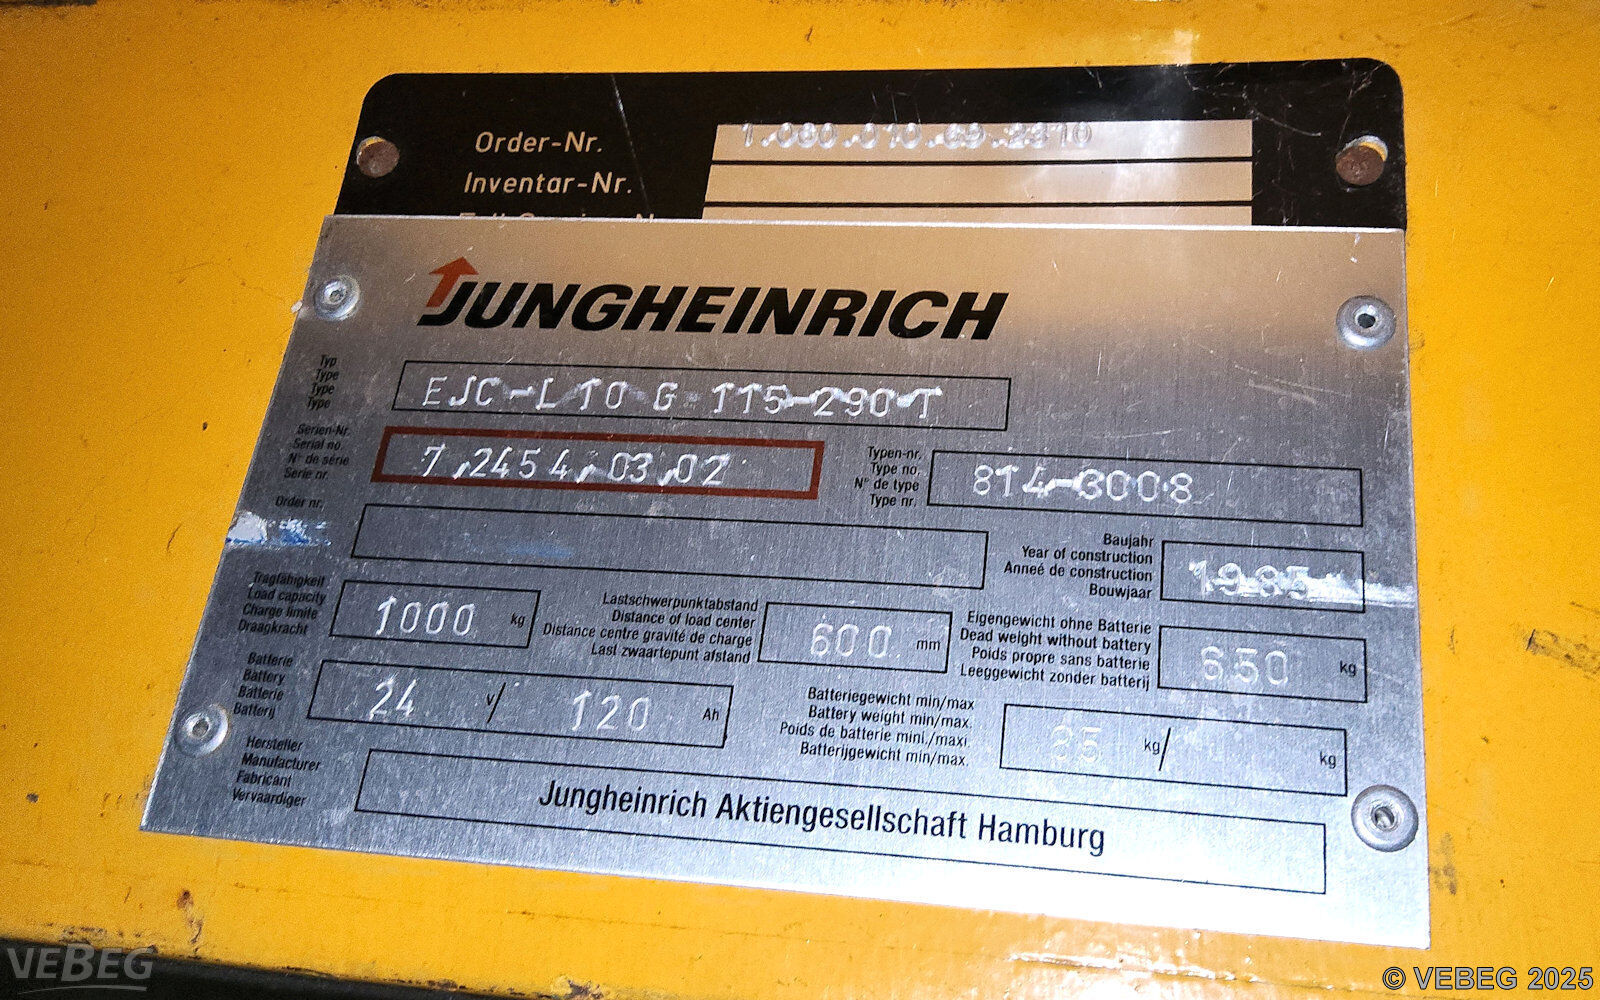 Order-Nr.
Inventar-Nr.
JUNGHEINRICH
Typ
Type
Type
Type
EJC-L 10 G 115-290 T
Serien-Nr.
Serial no.
N° de série
Serie nr.
7.2454.03.02
Typen-nr.
Type no.
N° de type
Type nr.
814-3008
Order nr.
Baujahr
Year of construction
Anneé de construction
Bouwjaar
Tragfähigkeit
Load capacity
Charge limite
Draagkracht
1000 kg
Lastschwerpunktabstand
Distance of load center
Distance centre gravité de charge
Last zwaartepunt afstand
600 mm
Eigengewicht ohne Batterie
Dead weight without battery
Poids propre sans batterie
Leeggewicht zonder batterij
650 kg
Batterie
Battery
Batterie
Batterij
24 V/ 120 Ah
Batteriegewicht min/max
Battery weight min/max.
Poids de batterie mini./maxi.
Batterijgewicht min/max.
kg/ kg
Hersteller
Manufacturer
Fabricant
Vervaardiger
Jungheinrich Aktiengesellschaft Hamburg
VEBEG
© VEBEG 2025